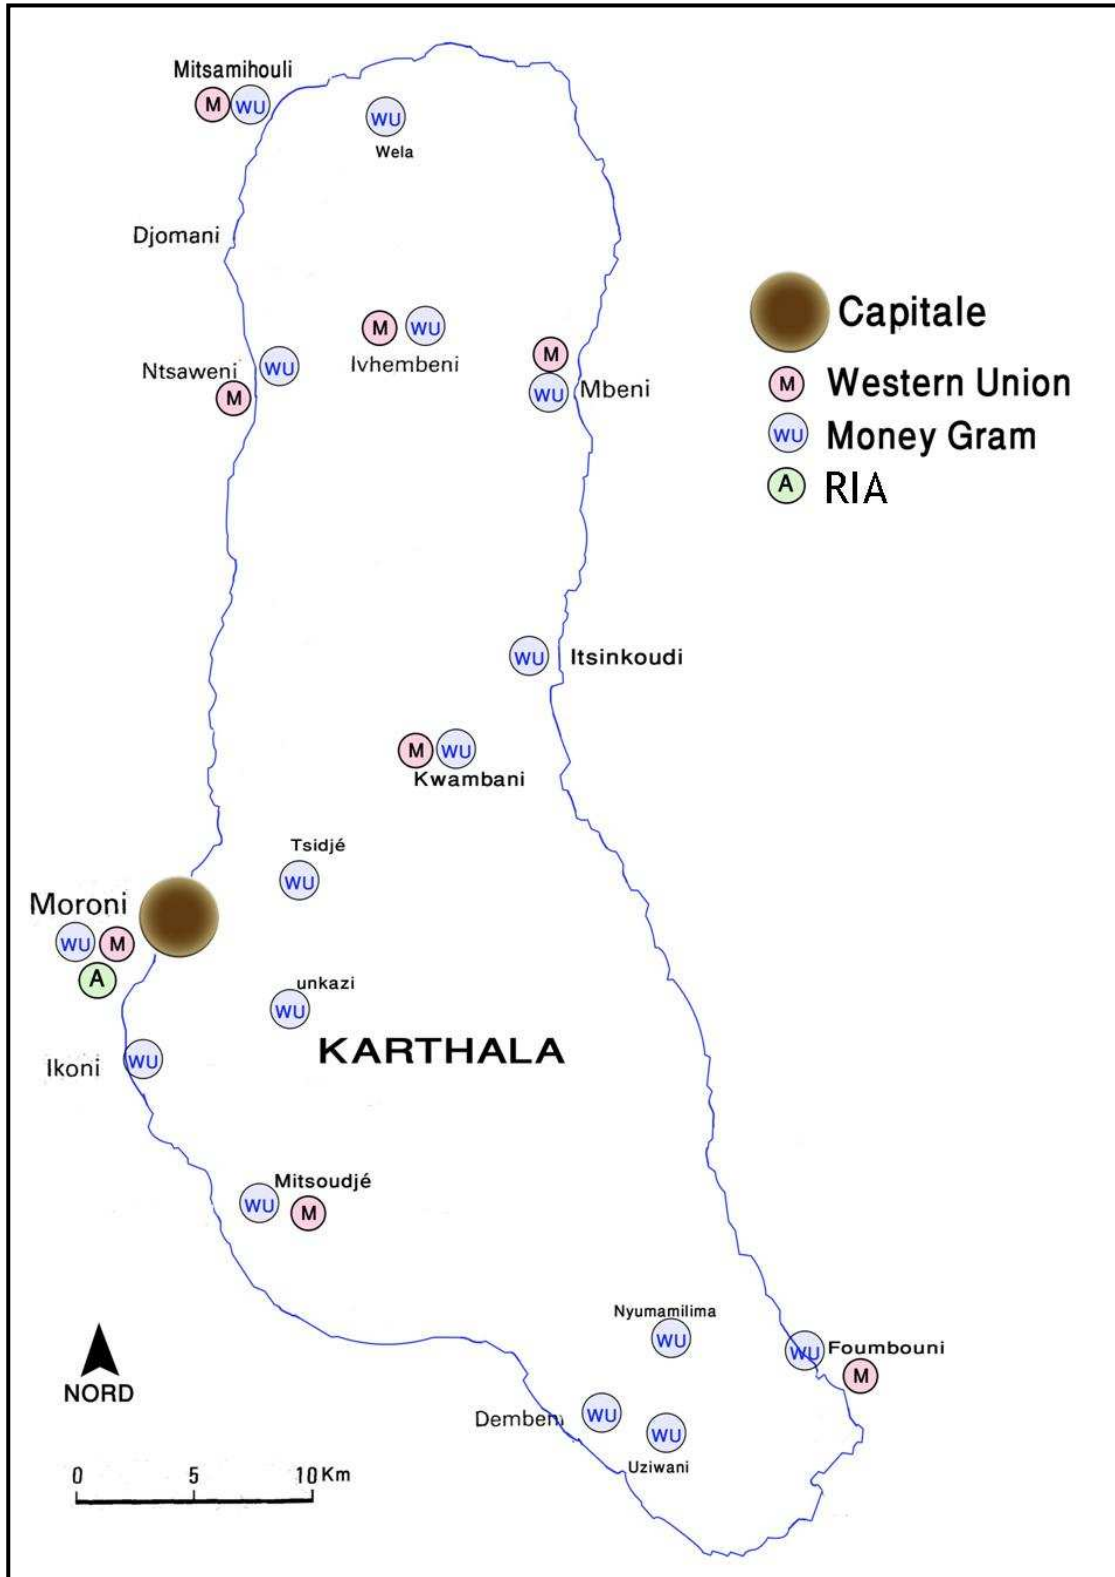 Mitsamihouli
M WU
WU
Wela
Djomani
Capitale
M WU
Ivhembeni
Ntsaweni WU
M
M
WU Mbeni
M Western Union
WU Money Gram
A RIA
WU Itsinkoudi
M WU
Kwambani
Tsidjé
WU
Moroni
WU M
A
unkazi
WU
KARTHALA
Ikoni WU
Mitsoudjé
WU M
Nyumamilima
WU
WU Foumbouni
M
NORD
Dembeni WU
WU
Uziwani
0 5 10 Km